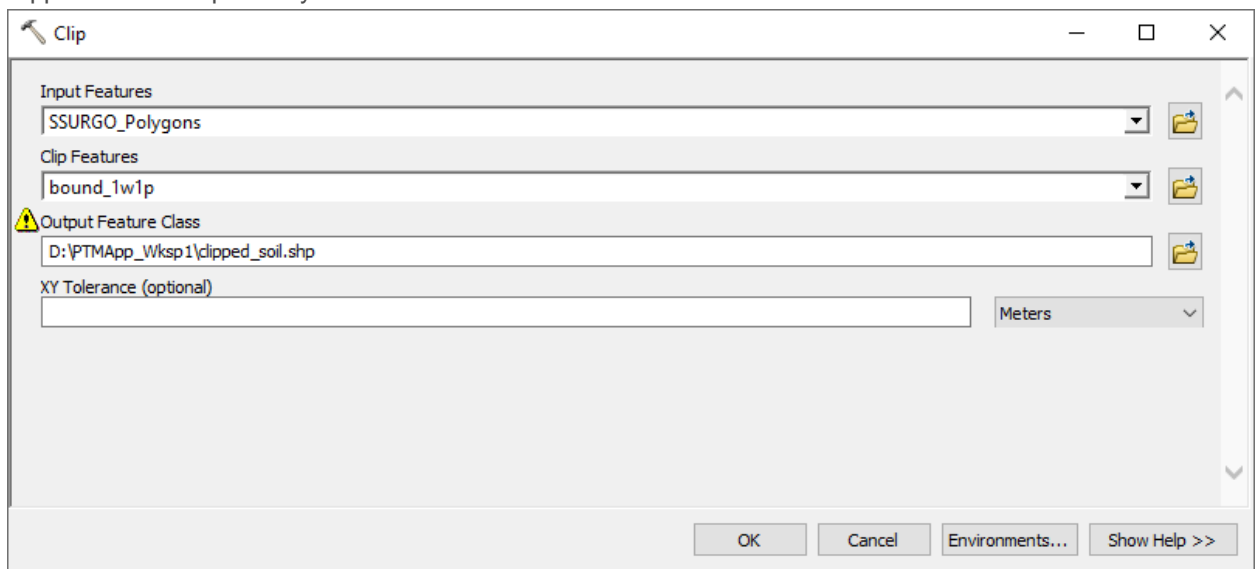 Clip
Input Features
SSURGO_Polygons
Clip Features
bound_1w1p
Output Feature Class
D:\PTMApp_Wksp1\clipped_soil.shp
XY Tolerance (optional)
Meters
OK Cancel Environments... Show Help >>